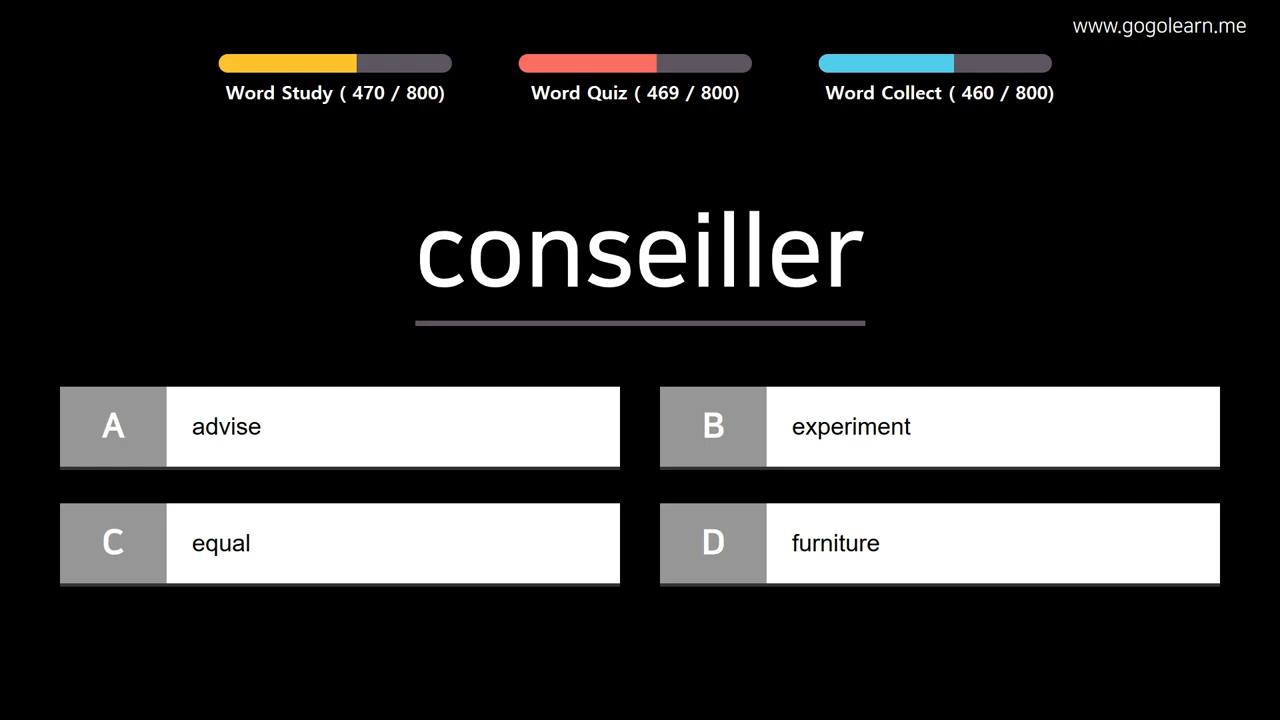 www.gogolearn.me
Word Study ( 470 / 800)
Word Quiz ( 469 / 800)
Word Collect ( 460 / 800)
conseiller
A advise
B experiment
C equal
D furniture